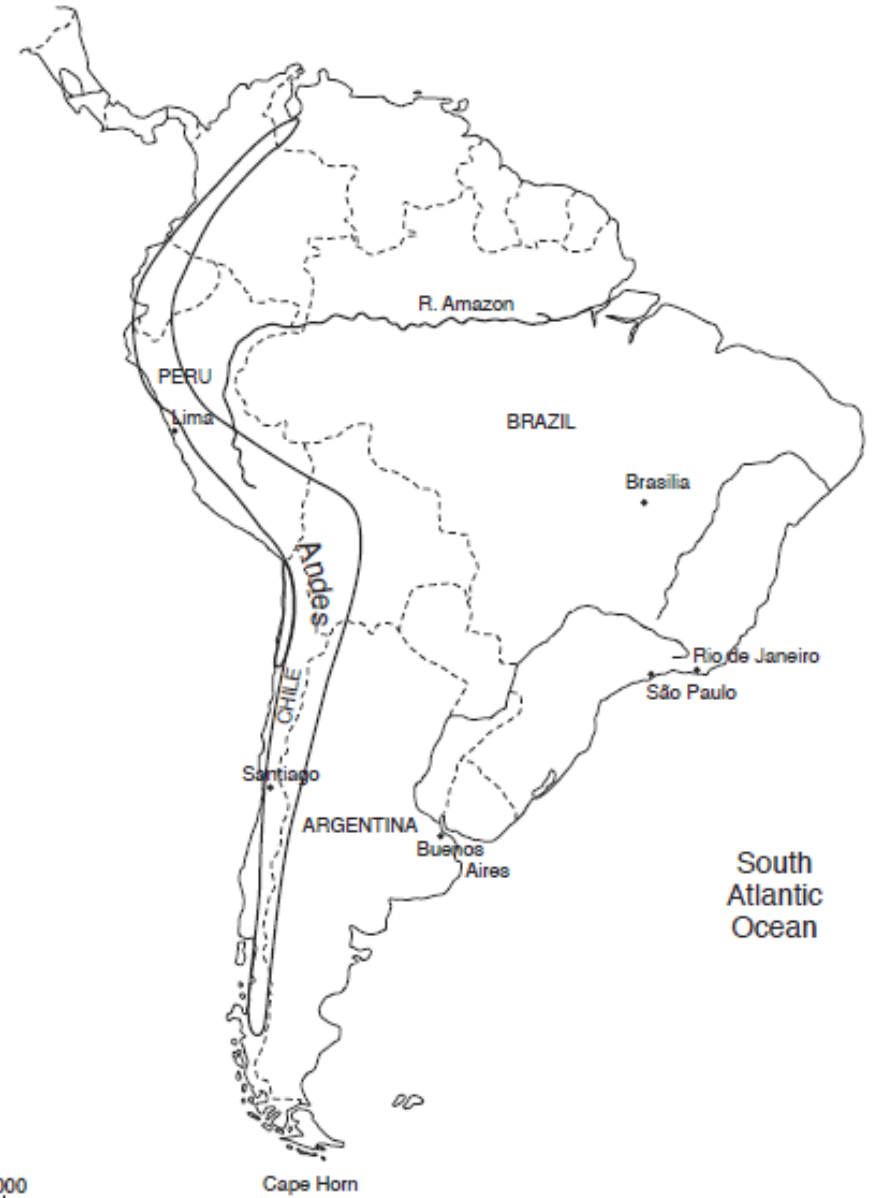 R. Amazon
PERU
Lima
BRAZIL
Brasilia
Andes
Rio de Janeiro
São Paulo
CHILE
Santiago
ARGENTINA
Buenos
Aires
South
Atlantic
Ocean
Cape Horn
000